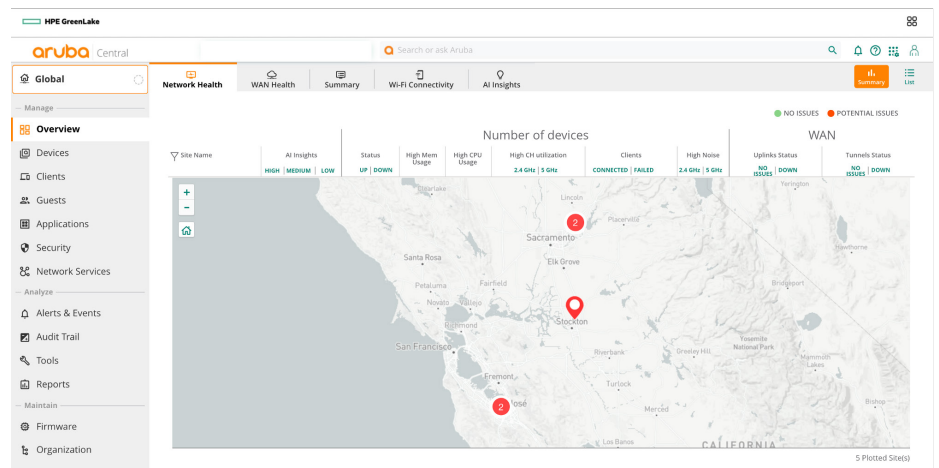 HPE GreenLake
aruba Central
Search or ask Aruba
Global
Network Health
WAN Health
Summary
Wi-Fi Connectivity
AI Insights
Summary
List
Manage
Overview
Devices
Clients
Guests
Applications
Security
Network Services
Analyze
Alerts & Events
Audit Trail
Tools
Reports
Maintain
Firmware
Organization
NO ISSUES
POTENTIAL ISSUES
Number of devices
WAN
Site Name
AI Insights
HIGH | MEDIUM | LOW
Status
UP | DOWN
High Mem
Usage
High CPU
Usage
High CH utilization
2.4 GHz | 5 GHz
Clients
CONNECTED | FAILED
High Noise
2.4 GHz | 5 GHz
Uplinks Status
NO
ISSUES | DOWN
Tunnels Status
NO
ISSUES | DOWN
+
−
Clearlake
Yerington
Lincoln
2
Placerville
Sacramento
Hawthorne
Santa Rosa
Elk Grove
Petaluma
Fairfield
Bridgeport
Novato
Vallejo
Stockton
Richmond
San Francisco
Riverbank
Greeley Hill
Yosemite
National Park
Mammoth
Lakes
Fremont
Turlock
2
José
Merced
Bishop
Los Banos
CALIFORNIA
5 Plotted Site(s)